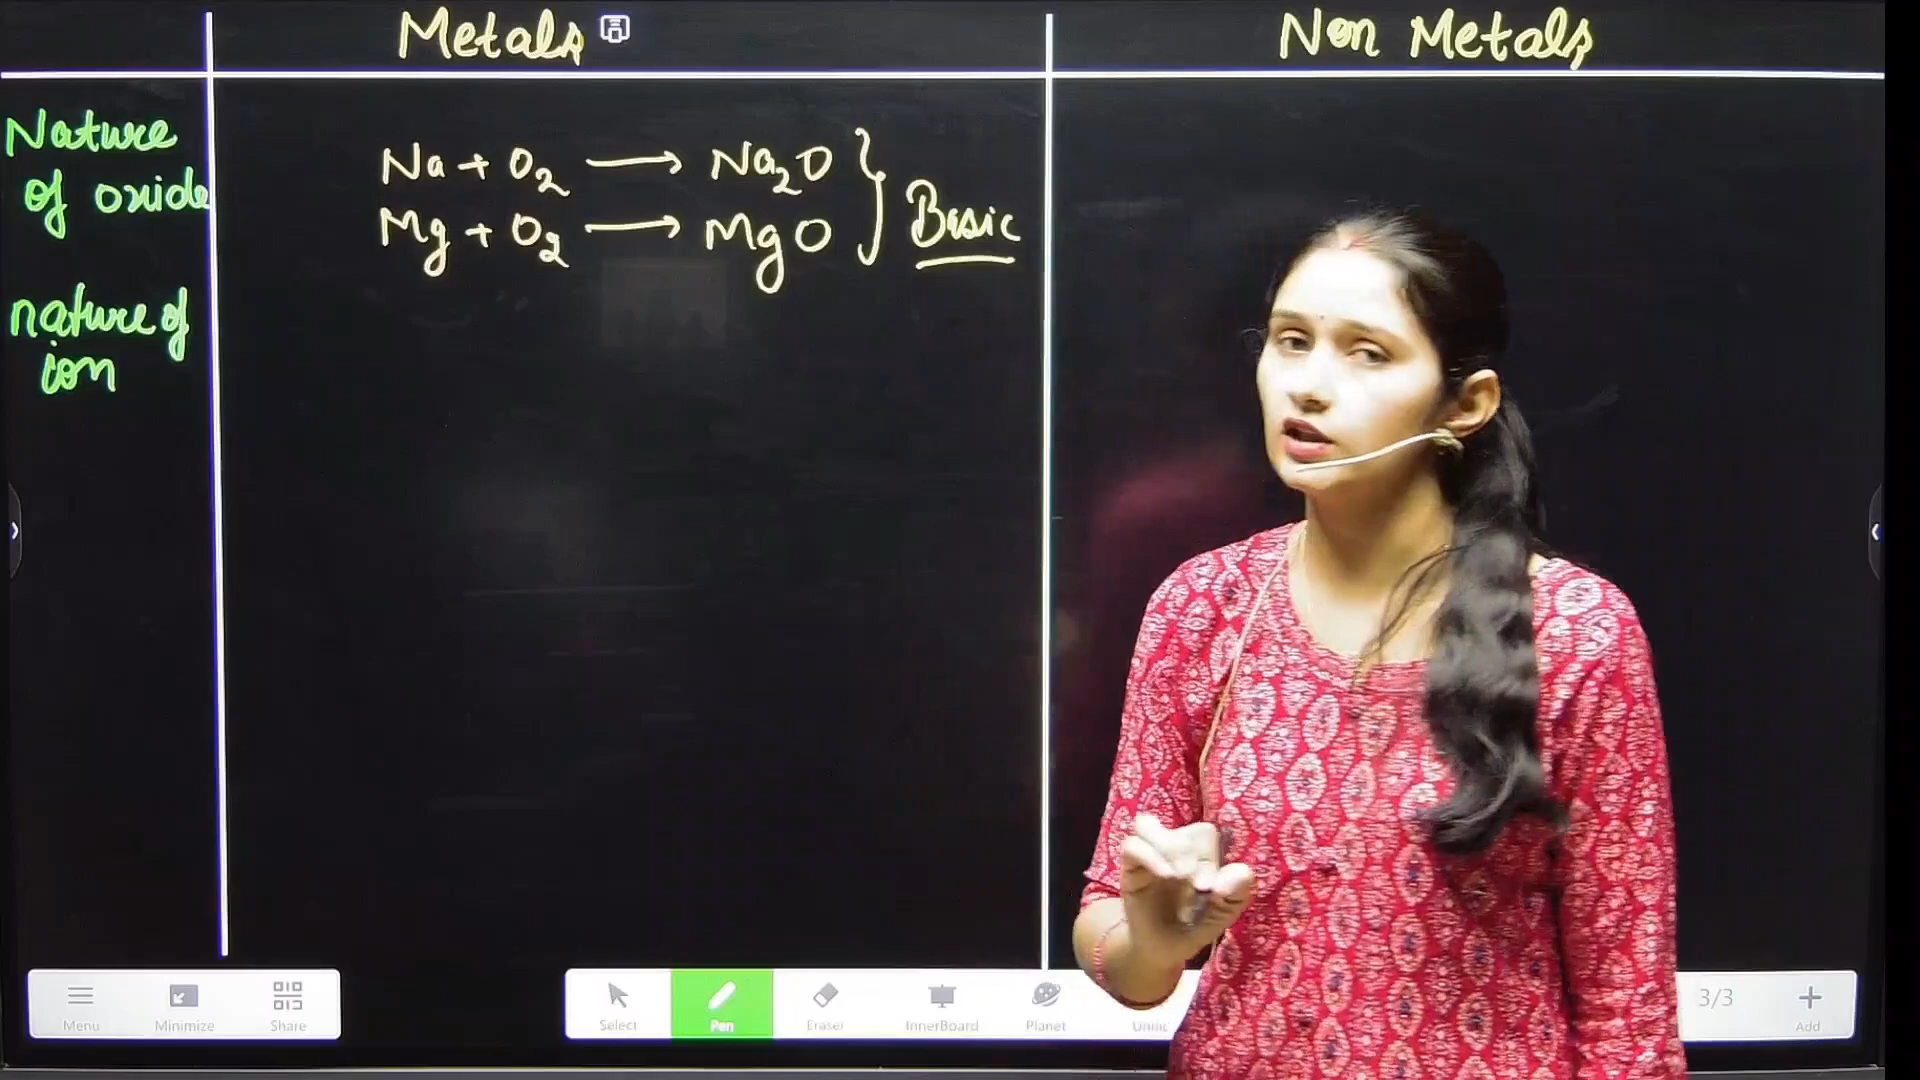 Metals
Non Metals
Nature
of oxide
Na + O₂ ⟶ Na₂O
Mg + O₂ ⟶ MgO
} Basic
nature of
ion
Menu
Minimize
Share
Select
Pen
Eraser
InnerBoard
Planet
3/3
Add